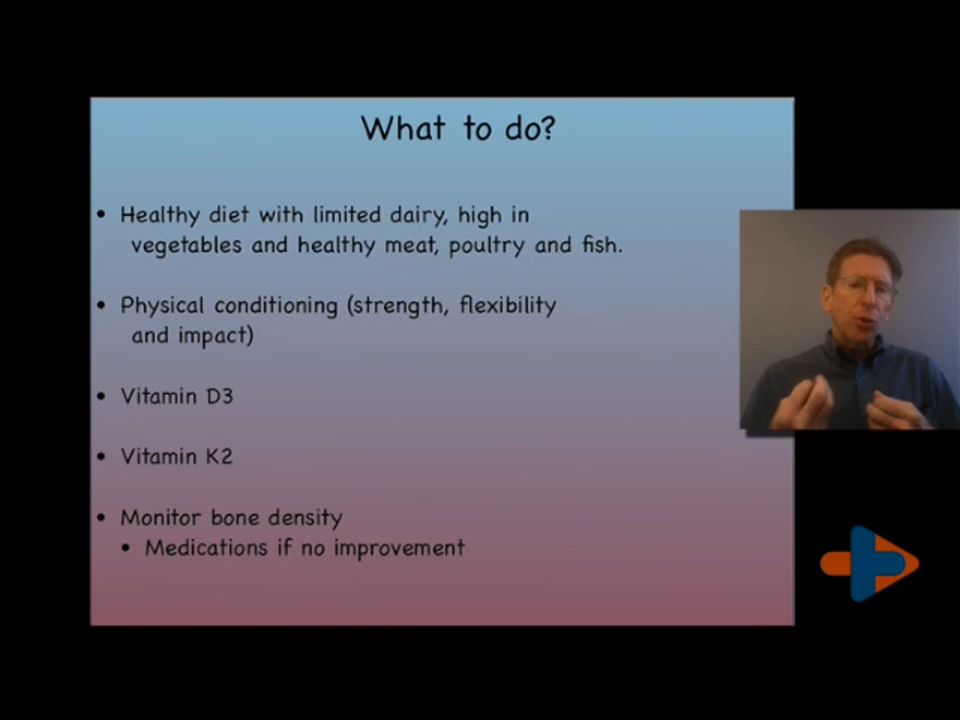 What to do?
• Healthy diet with limited dairy, high in
vegetables and healthy meat, poultry and fish.
• Physical conditioning (strength, flexibility
and impact)
• Vitamin D3
• Vitamin K2
• Monitor bone density
• Medications if no improvement